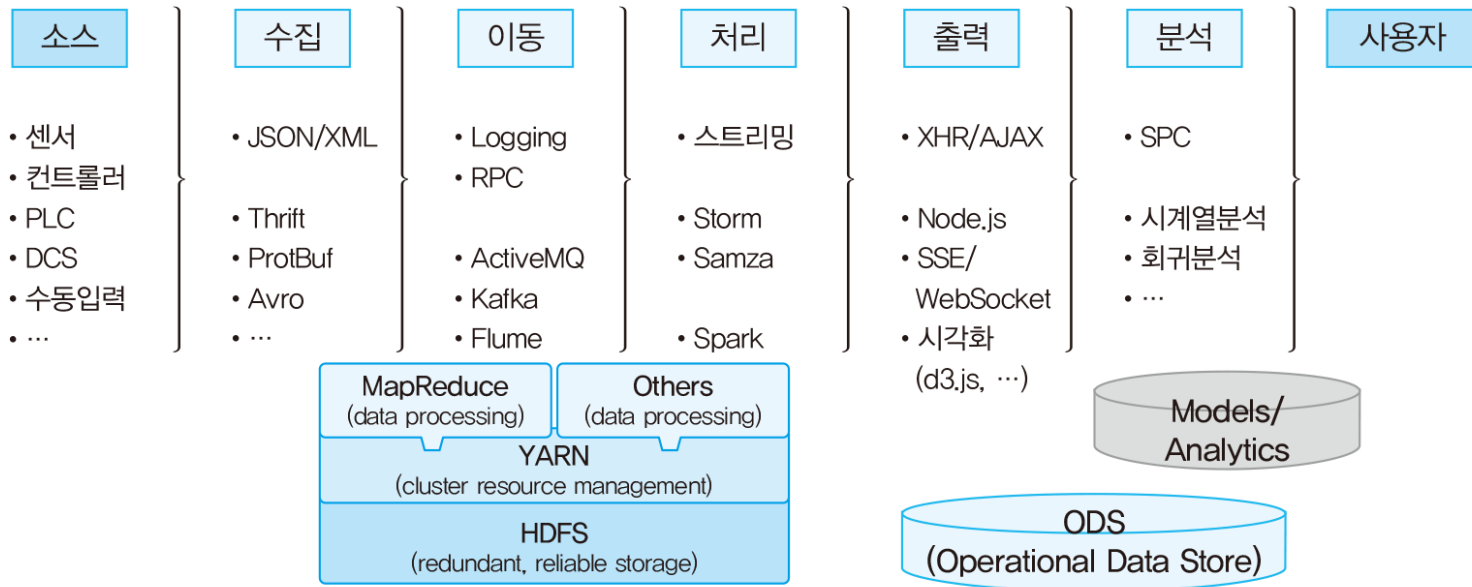 소스
수집
이동
처리
출력
분석
사용자
• 센서
• 컨트롤러
• PLC
• DCS
• 수동입력
• …
• JSON/XML
• Thrift
• ProtBuf
• Avro
• …
• Logging
• RPC
• ActiveMQ
• Kafka
• Flume
• 스트리밍
• Storm
• Samza
• Spark
• XHR/AJAX
• Node.js
• SSE/
WebSocket
• 시각화
(d3.js, …)
• SPC
• 시계열분석
• 회귀분석
• …
MapReduce
(data processing)
Others
(data processing)
YARN
(cluster resource management)
HDFS
(redundant, reliable storage)
Models/
Analytics
ODS
(Operational Data Store)